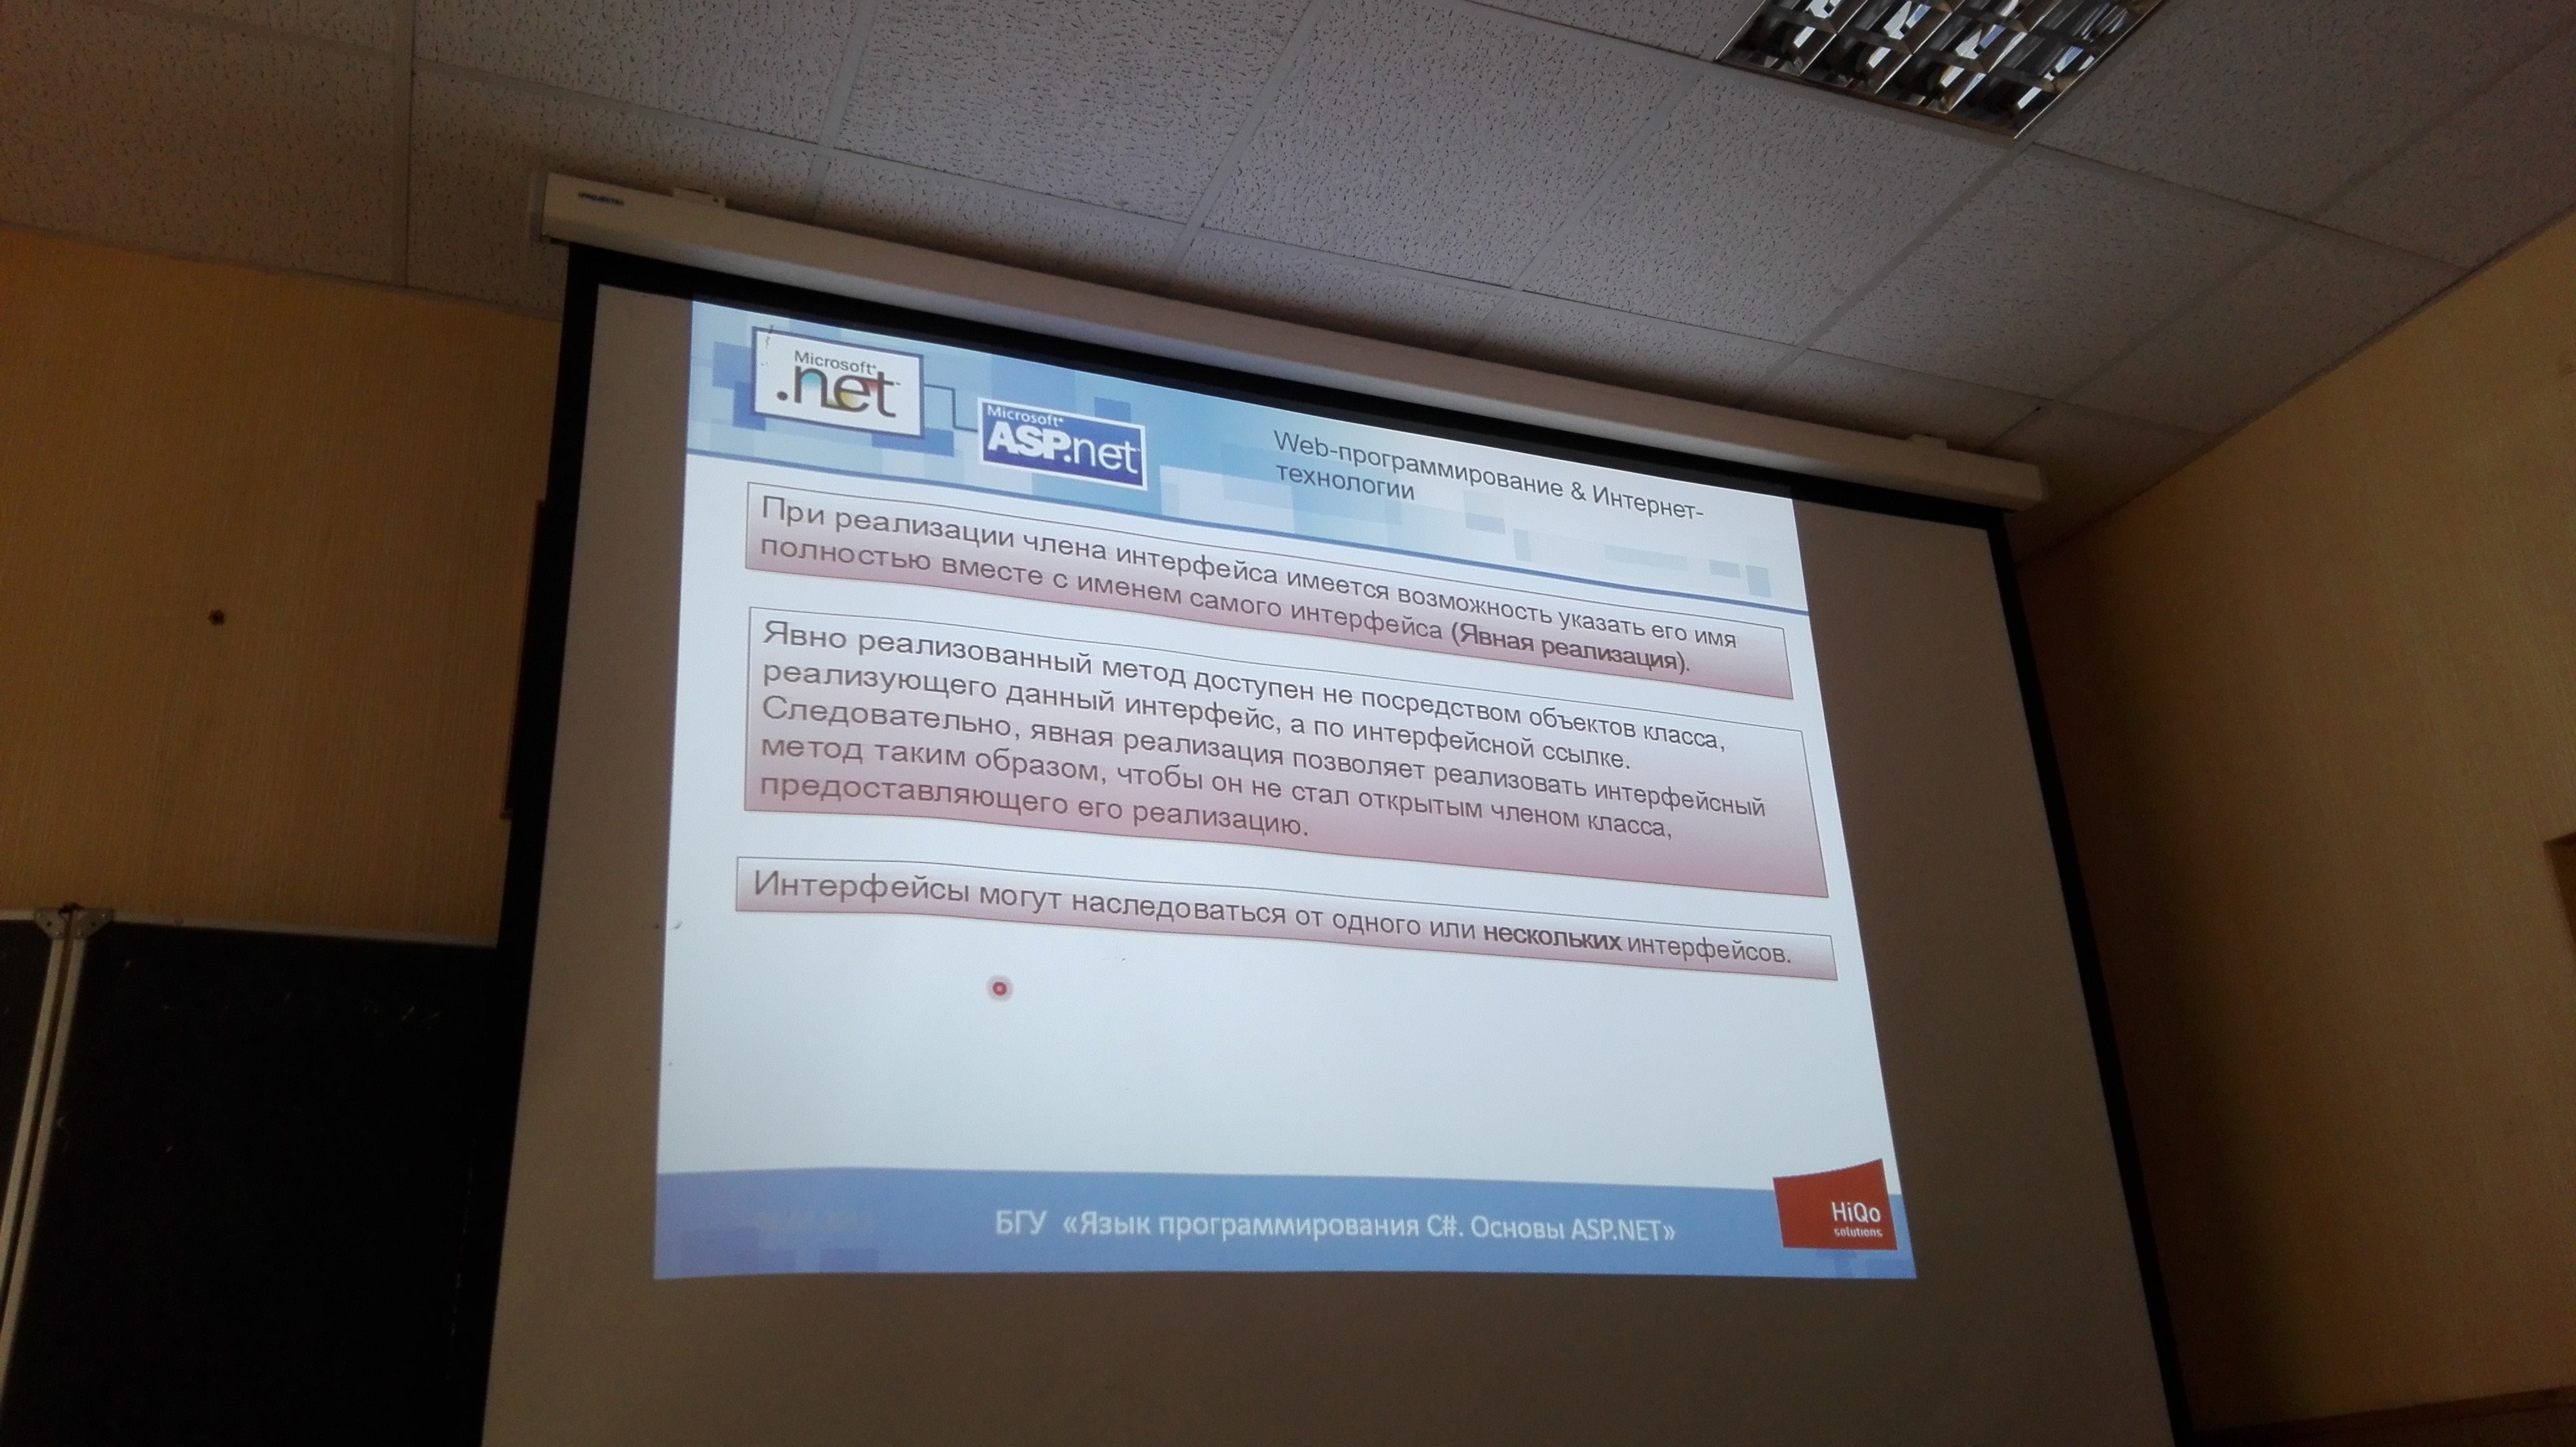 Microsoft
.net
Microsoft
ASP.net
Web-программирование & Интернет-
технологии
При реализации члена интерфейса имеется возможность указать его имя
полностью вместе с именем самого интерфейса (Явная реализация).
Явно реализованный метод доступен не посредством объектов класса,
реализующего данный интерфейс, а по интерфейсной ссылке.
Следовательно, явная реализация позволяет реализовать интерфейсный
метод таким образом, чтобы он не стал открытым членом класса,
предоставляющего его реализацию.
Интерфейсы могут наследоваться от одного или нескольких интерфейсов.
БГУ «Язык программирования C#. Основы ASP.NET»
HiQo
solutions